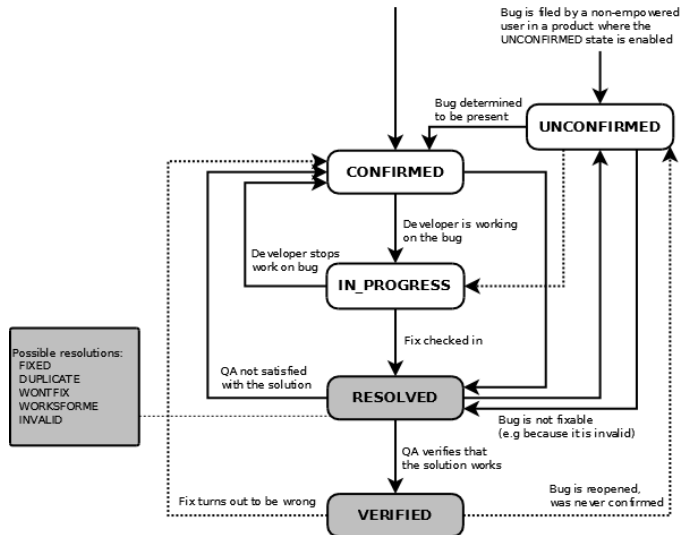 Bug is filed by a non-empowered
user in a product where the
UNCONFIRMED state is enabled
Bug determined
to be present
UNCONFIRMED
CONFIRMED
Developer is working
on the bug
Developer stops
work on bug
IN_PROGRESS
Fix checked in
Possible resolutions:
FIXED
DUPLICATE
WONTFIX
WORKSFORME
INVALID
QA not satisfied
with the solution
RESOLVED
Bug is not fixable
(e.g because it is invalid)
QA verifies that
the solution works
Fix turns out to be wrong
VERIFIED
Bug is reopened,
was never confirmed